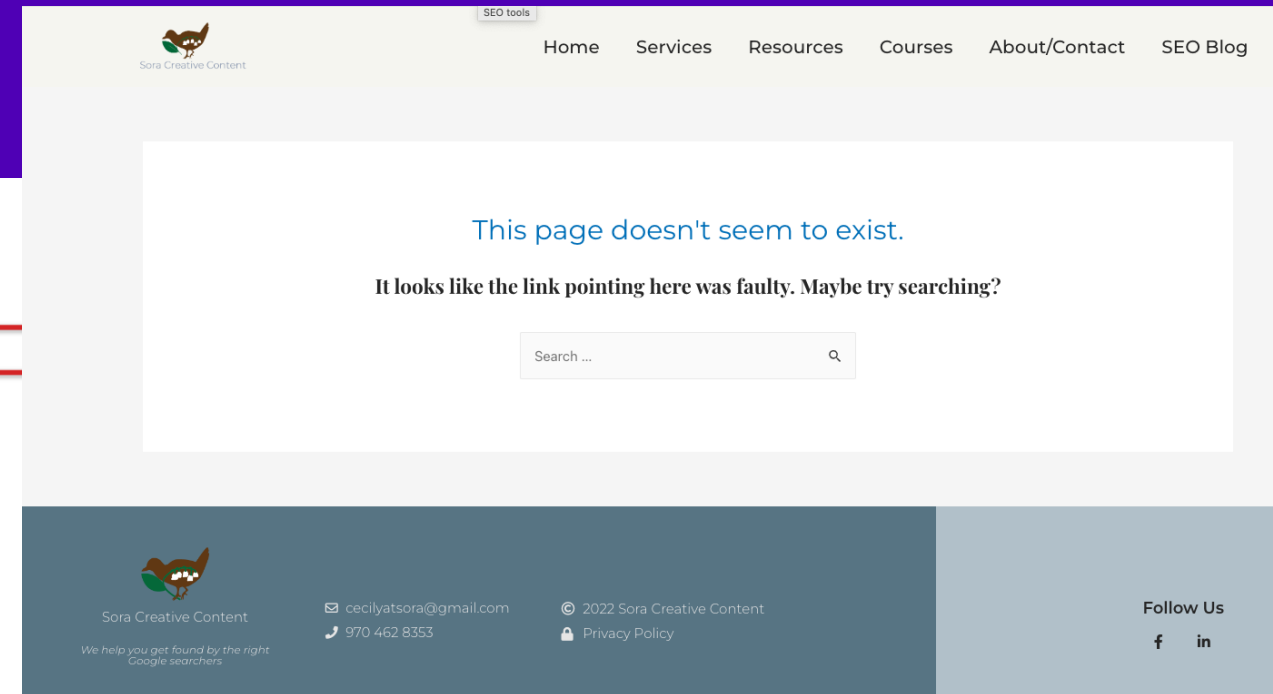 SEO tools
Sora Creative Content
Home Services Resources Courses About/Contact SEO Blog
This page doesn't seem to exist.
It looks like the link pointing here was faulty. Maybe try searching?
Search ...
Sora Creative Content
We help you get found by the right
Google searchers
cecilyatsora@gmail.com
970 462 8353
© 2022 Sora Creative Content
Privacy Policy
Follow Us